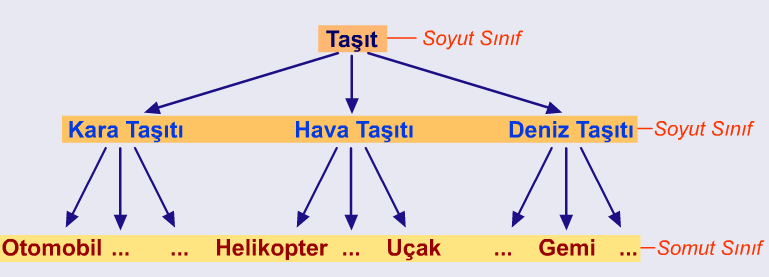 Taşıt Soyut Sınıf
Kara Taşıtı Hava Taşıtı Deniz Taşıtı Soyut Sınıf
Otomobil ... ... Helikopter ... Uçak ... Gemi ... Somut Sınıf